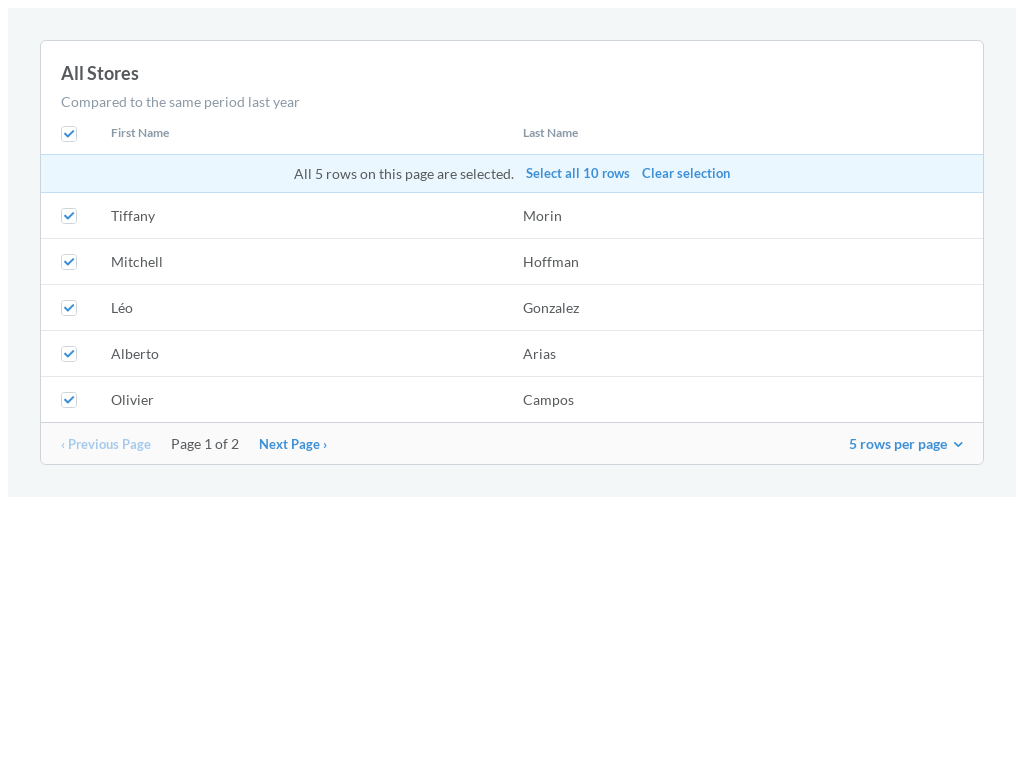 All Stores
Compared to the same period last year
First Name Last Name
All 5 rows on this page are selected. Select all 10 rows Clear selection
Tiffany Morin
Mitchell Hoffman
Léo Gonzalez
Alberto Arias
Olivier Campos
‹ Previous Page Page 1 of 2 Next Page › 5 rows per page